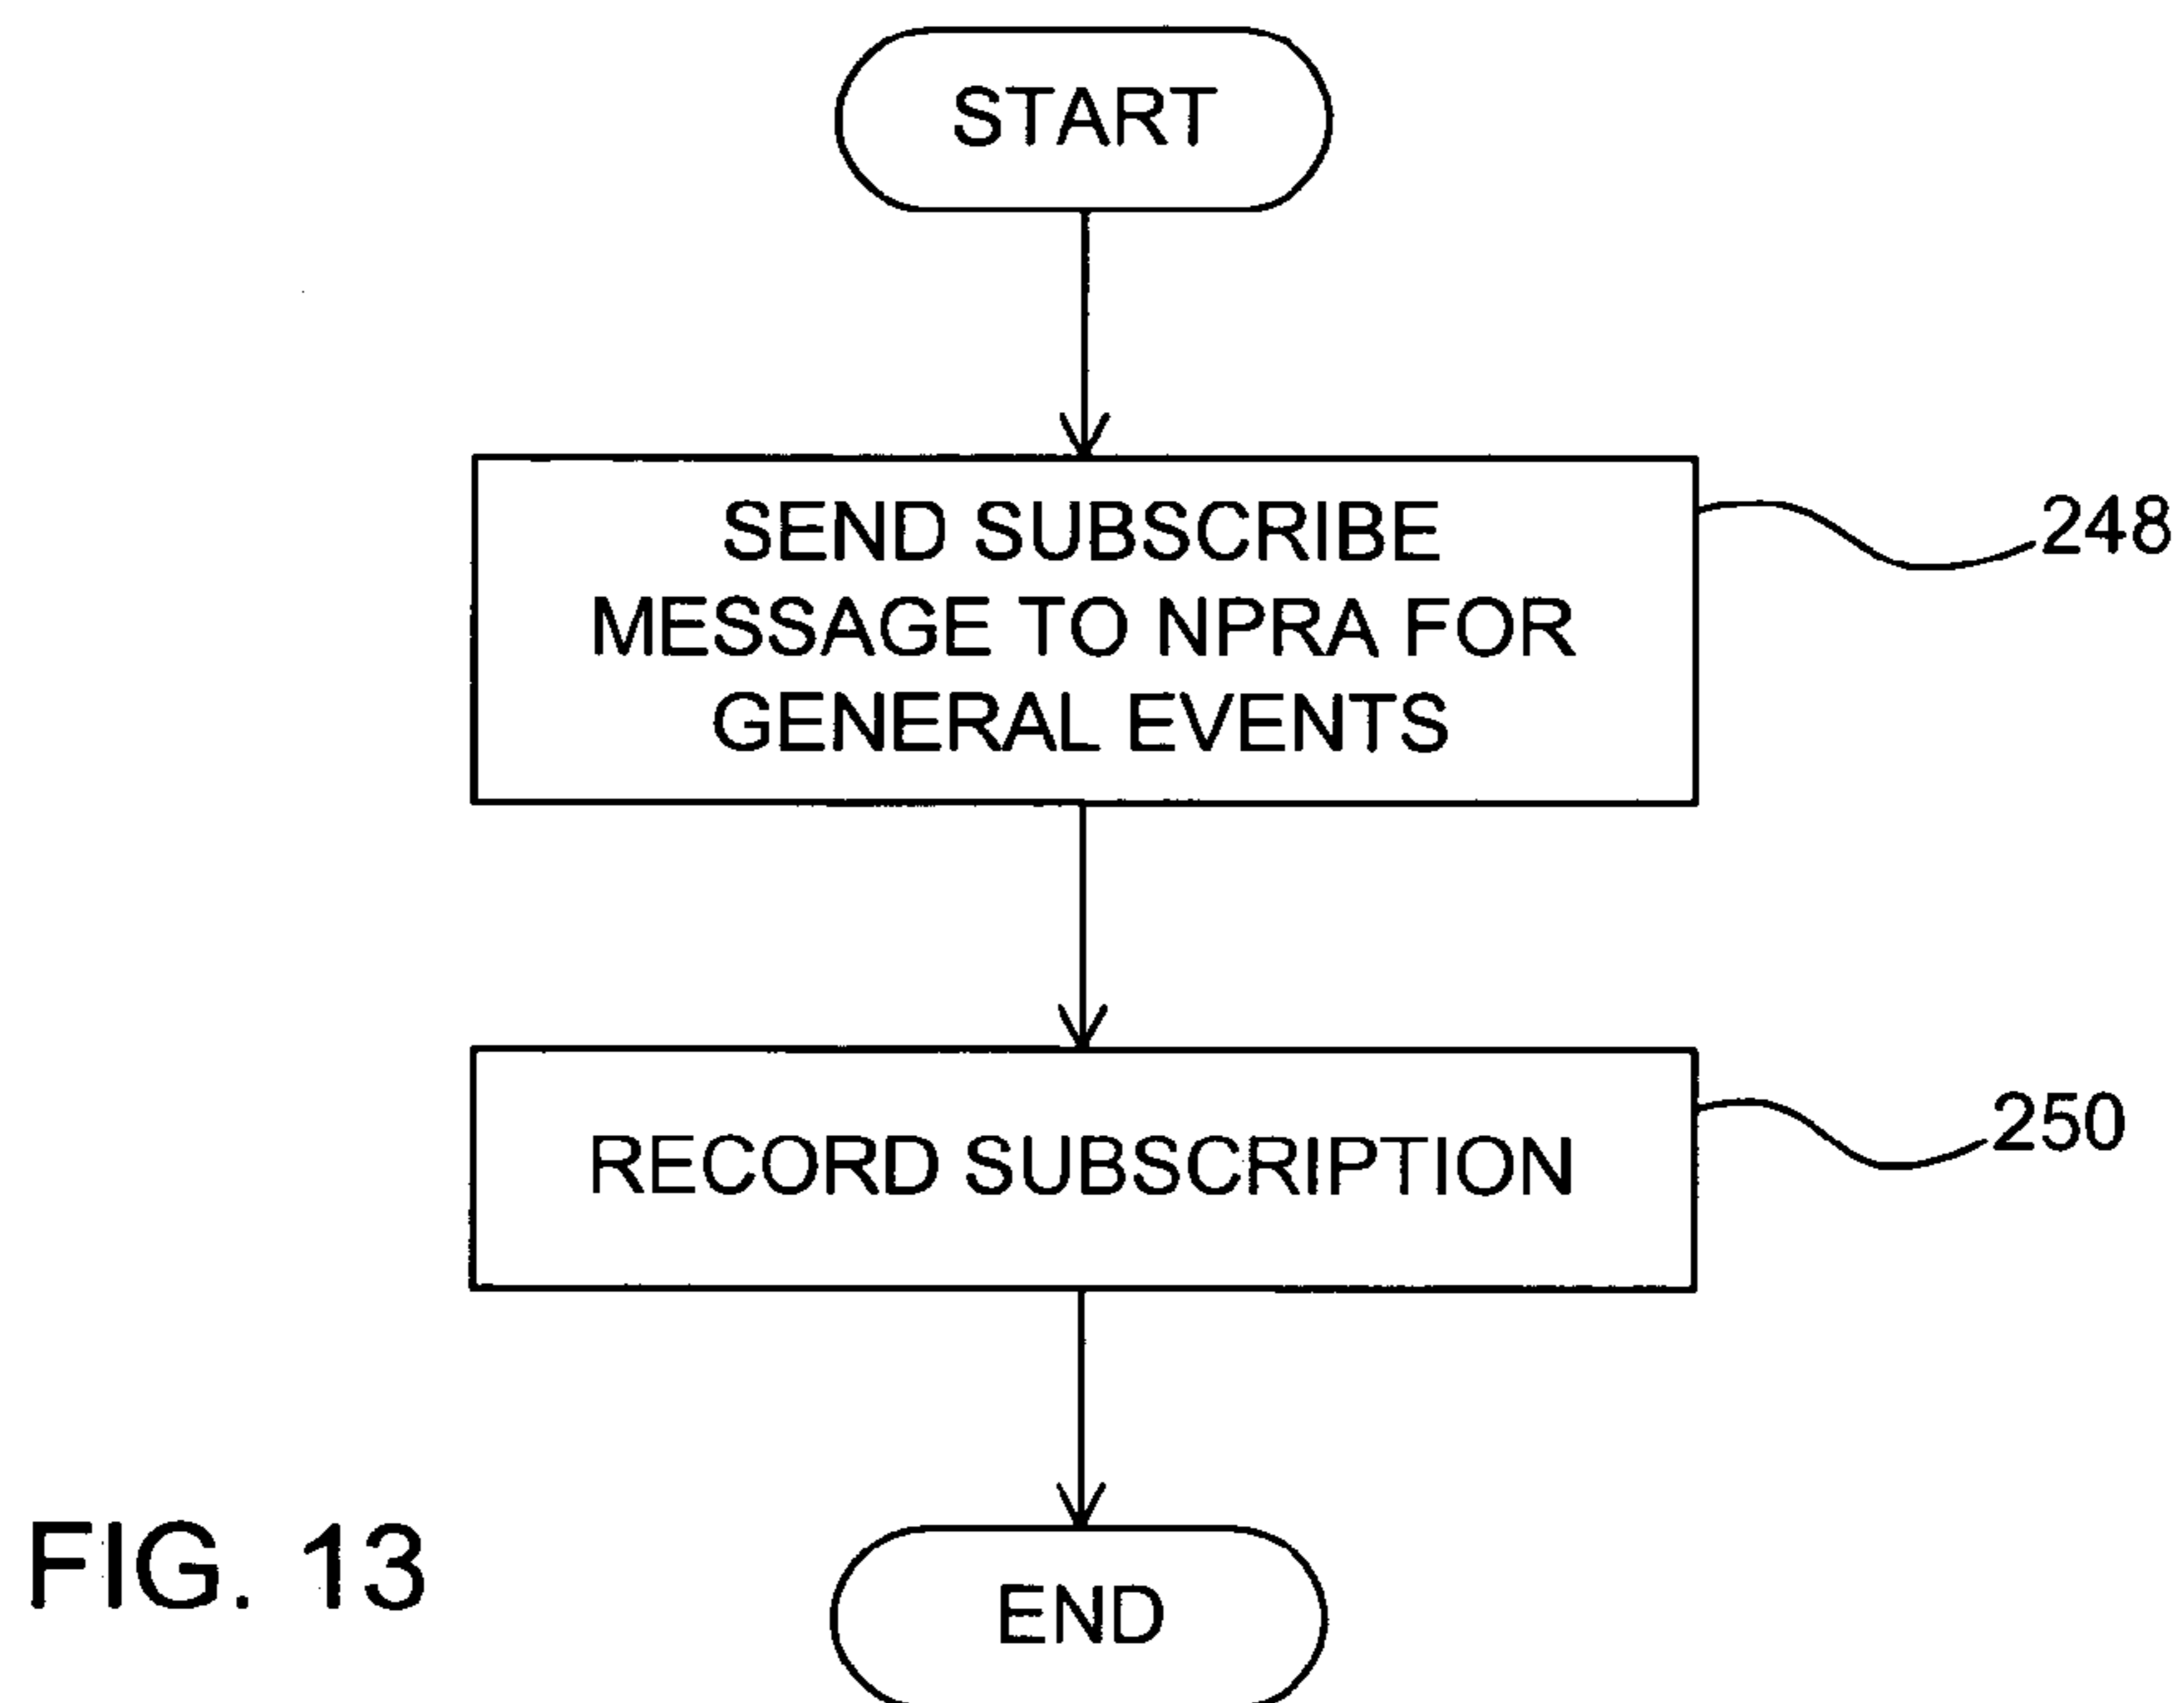 START
SEND SUBSCRIBE
MESSAGE TO NPRA FOR
GENERAL EVENTS
248
RECORD SUBSCRIPTION
250
END
FIG. 13